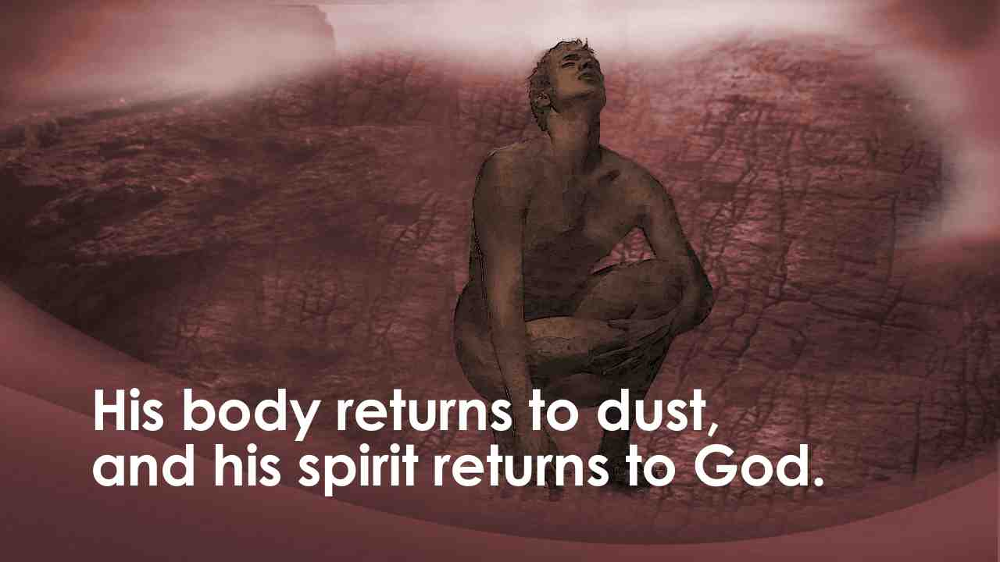 His body returns to dust,
and his spirit returns to God.